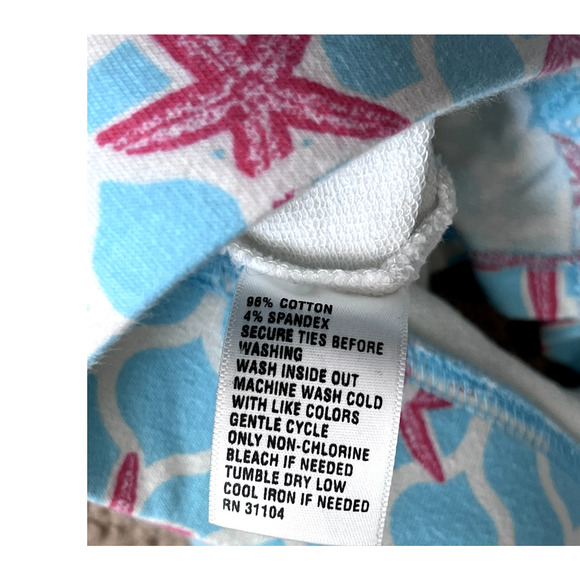 96% COTTON
4% SPANDEX
SECURE TIES BEFORE
WASHING
WASH INSIDE OUT
MACHINE WASH COLD
WITH LIKE COLORS
GENTLE CYCLE
ONLY NON-CHLORINE
BLEACH IF NEEDED
TUMBLE DRY LOW
COOL IRON IF NEEDED
RN 31104